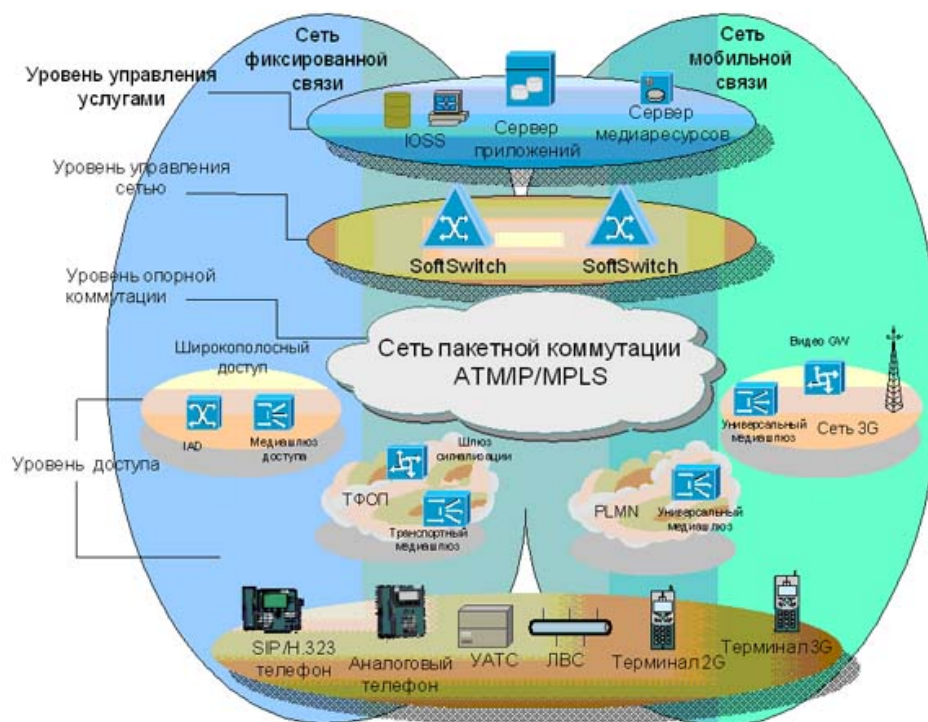 Сеть
фиксированной
связи
Сеть
мобильной
связи
Уровень управления
услугами
IOSS
Сервер
приложений
Сервер
медиаресурсов
Уровень управления
сетью
SoftSwitch
SoftSwitch
Уровень опорной
коммутации
Сеть пакетной коммутации
ATM/IP/MPLS
Широкополосный
доступ
IAD
Медиашлюз
доступа
Видео GW
Универсальный
медиашлюз
Сеть 3G
Уровень доступа
Шлюз
сигнализации
ТФОП
Транспортный
медиашлюз
PLMN
Универсальный
медиашлюз
SIP/H.323
телефон
Аналоговый
телефон
УАТС
ЛВС
Терминал 2G
Терминал 3G